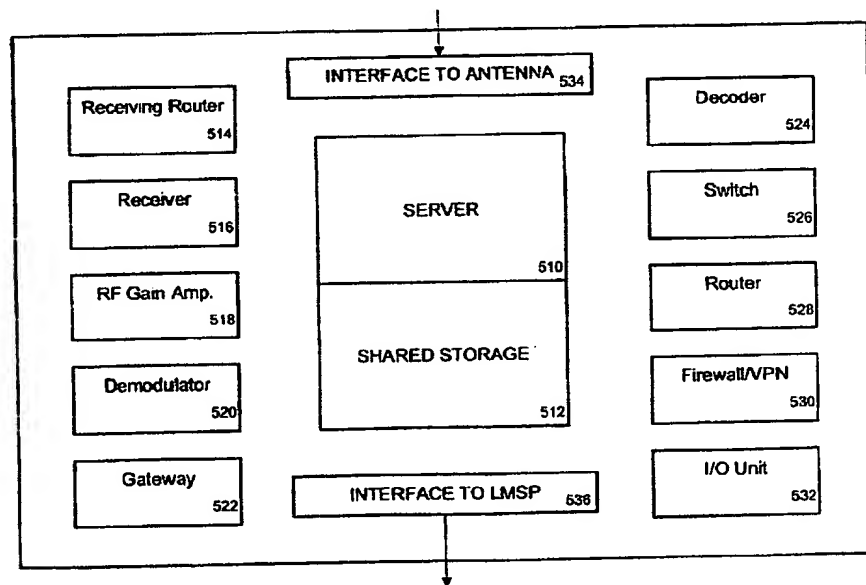 INTERFACE TO ANTENNA 534
Receiving Router
514
Receiver
516
RF Gain Amp.
518
Demodulator
520
Gateway
522
SERVER
510
SHARED STORAGE
512
INTERFACE TO LMSP 536
Decoder
524
Switch
526
Router
528
Firewall/VPN
530
I/O Unit
532